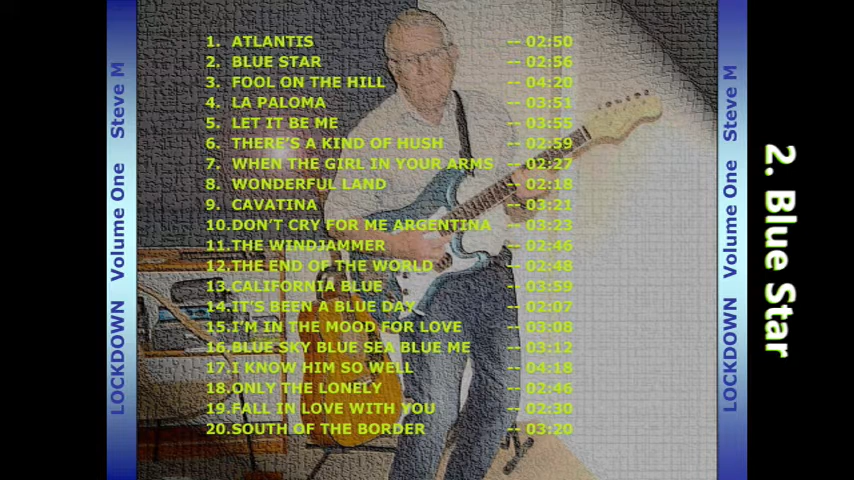 1. ATLANTIS -- 02:50
2. BLUE STAR -- 02:56
3. FOOL ON THE HILL -- 04:20
4. LA PALOMA -- 03:51
5. LET IT BE ME -- 03:55
6. THERE'S A KIND OF HUSH -- 02:59
7. WHEN THE GIRL IN YOUR ARMS -- 02:27
8. WONDERFUL LAND -- 02:18
9. CAVATINA -- 03:21
10.DON'T CRY FOR ME ARGENTINA -- 03:23
11.THE WINDJAMMER -- 02:46
12.THE END OF THE WORLD -- 02:48
13.CALIFORNIA BLUE -- 03:59
14.IT'S BEEN A BLUE DAY -- 02:07
15.I'M IN THE MOOD FOR LOVE -- 03:08
16.BLUE SKY BLUE SEA BLUE ME -- 03:12
17.I KNOW HIM SO WELL -- 04:18
18.ONLY THE LONELY -- 02:46
19.FALL IN LOVE WITH YOU -- 02:30
20.SOUTH OF THE BORDER -- 03:20
LOCKDOWN Volume One Steve M
LOCKDOWN Volume One Steve M
2. Blue Star